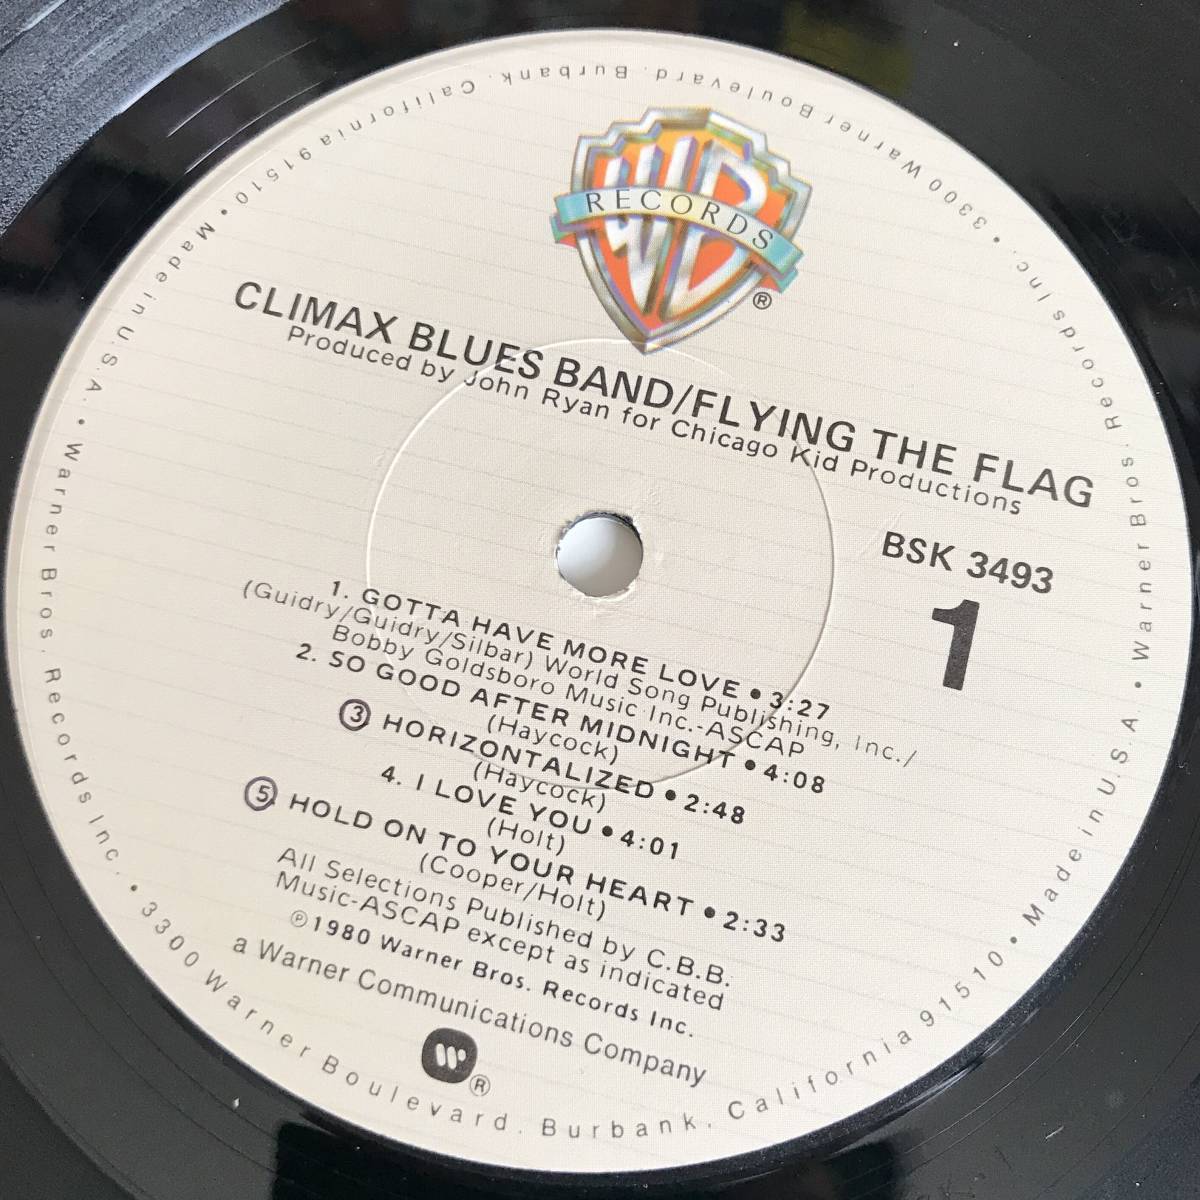 WB
RECORDS
®
CLIMAX BLUES BAND/FLYING THE FLAG
Produced by John Ryan for Chicago Kid Productions
BSK 3493
1
1. GOTTA HAVE MORE LOVE • 3:27
(Guidry/Guidry/Silbar) World Song Publishing, Inc./
Bobby Goldsboro Music Inc.-ASCAP
2. SO GOOD AFTER MIDNIGHT • 4:08
(Haycock)
3. HORIZONTALIZED • 2:48
(Haycock)
4. I LOVE YOU • 4:01
(Holt)
5. HOLD ON TO YOUR HEART • 2:33
(Cooper/Holt)
All Selections Published by C.B.B.
Music-ASCAP except as indicated
℗1980 Warner Bros. Records Inc.
a Warner Communications Company
®
Warner Bros. Records Inc. • 3300 Warner Boulevard. Burbank. California 91510 • Made in U.S.A. •
Warner Bros. Records Inc. • 3300 Warner Boulevard. Burbank. California 91510 • Made in U.S.A. •